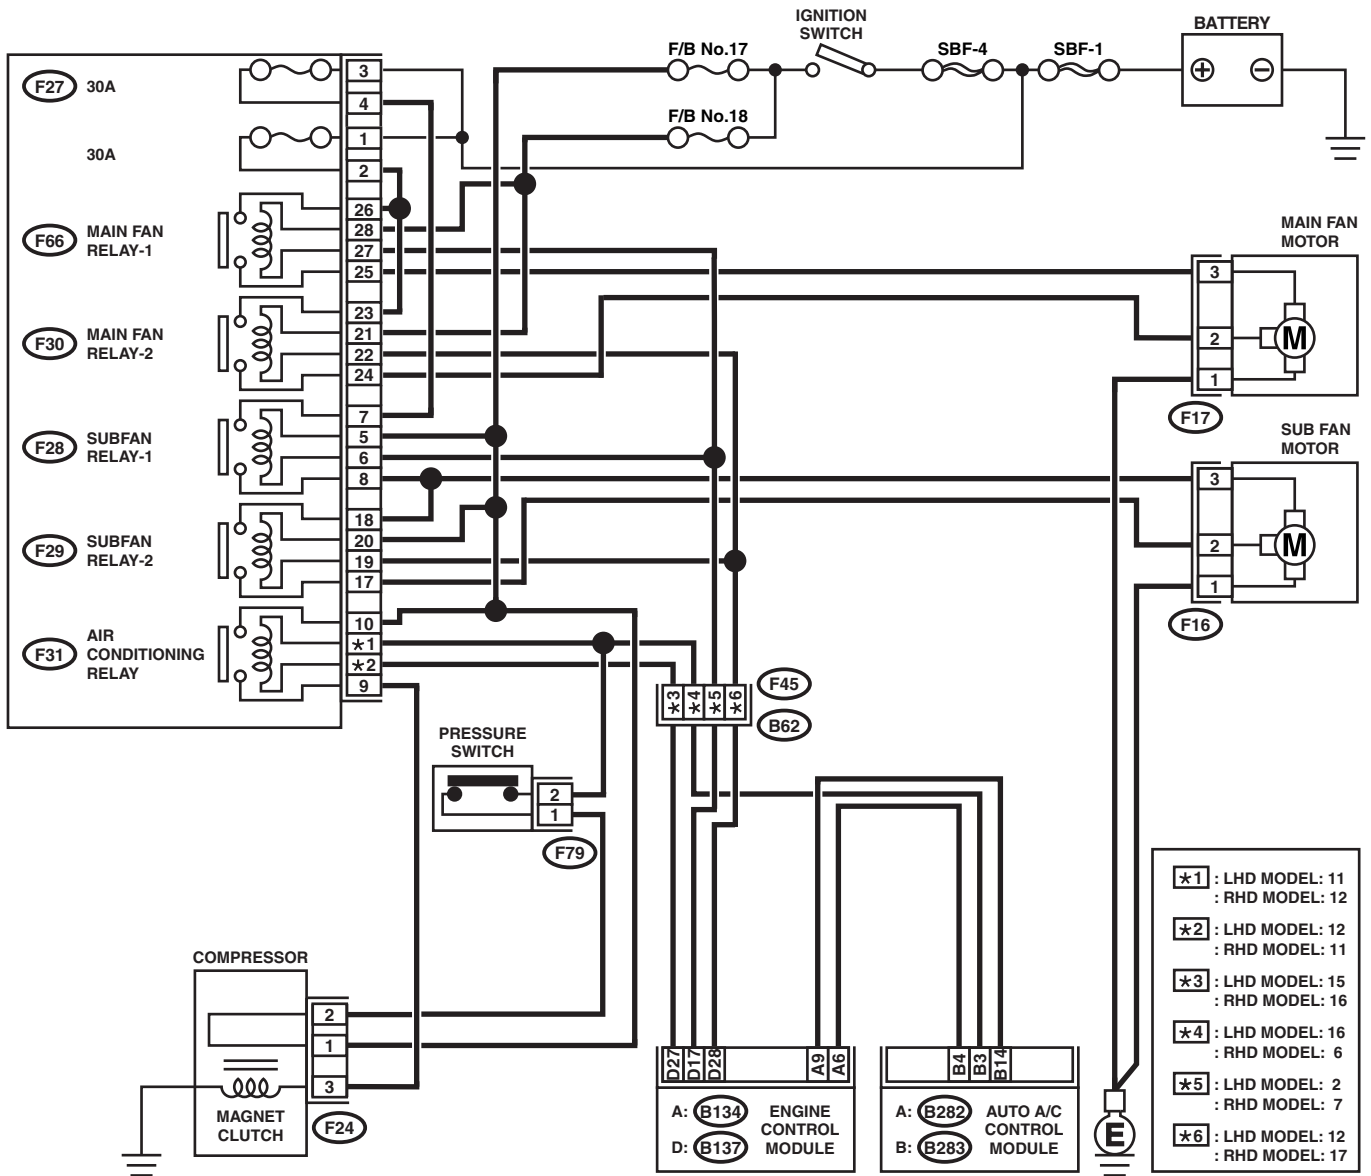 IGNITION
SWITCH
BATTERY
F/B No.17
SBF-4
SBF-1
F/B No.18
F27
30A
30A
3
4
1
2
F66
MAIN FAN
RELAY-1
26
28
27
25
F30
MAIN FAN
RELAY-2
23
21
22
24
F28
SUBFAN
RELAY-1
7
5
6
8
F29
SUBFAN
RELAY-2
18
20
19
17
F31
AIR
CONDITIONING
RELAY
10
*1
*2
9
MAIN FAN
MOTOR
3
2
1
M
F17
SUB FAN
MOTOR
3
2
1
M
F16
*3
*4
*5
*6
F45
B62
PRESSURE
SWITCH
2
1
F79
COMPRESSOR
2
1
3
MAGNET
CLUTCH
F24
D27
D17
D28
A9
A6
A: B134
D: B137
ENGINE
CONTROL
MODULE
B4
B3
B14
A: B282
B: B283
AUTO A/C
CONTROL
MODULE
E
*1 : LHD MODEL: 11
: RHD MODEL: 12
*2 : LHD MODEL: 12
: RHD MODEL: 11
*3 : LHD MODEL: 15
: RHD MODEL: 16
*4 : LHD MODEL: 16
: RHD MODEL: 6
*5 : LHD MODEL: 2
: RHD MODEL: 7
*6 : LHD MODEL: 12
: RHD MODEL: 17